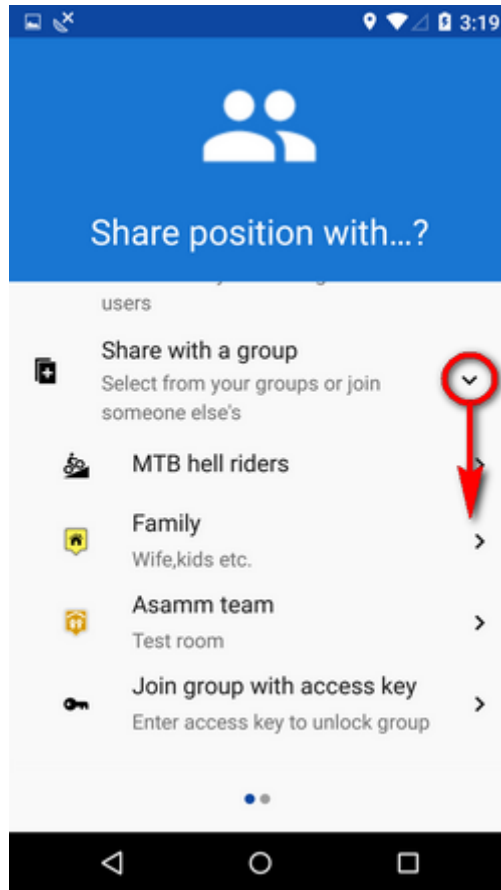 3:19
Share position with...?
users
Share with a group
Select from your groups or join
someone else's
MTB hell riders
Family
Wife,kids etc.
Asamm team
Test room
Join group with access key
Enter access key to unlock group